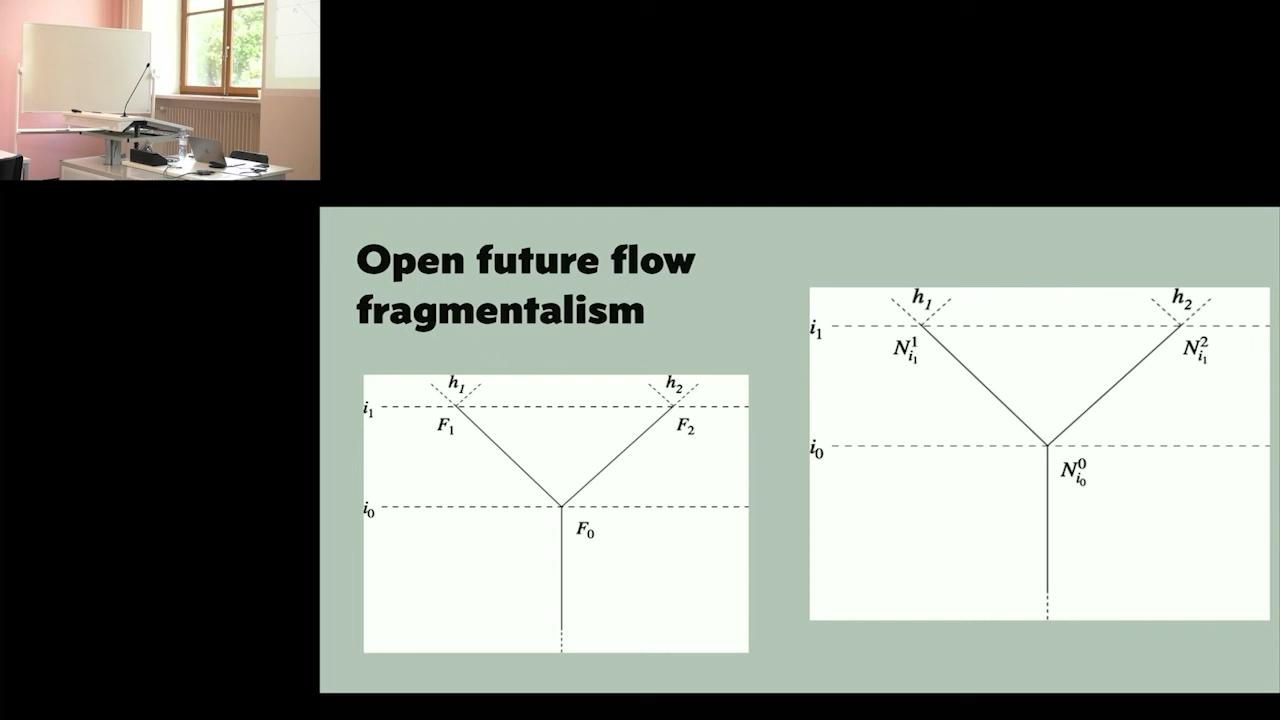 Open future flow
fragmentalism
h₁ h₂
i₁
F₁ F₂
i₀
F₀
h₁ h₂
i₁
N¹ᵢ₁ N²ᵢ₁
i₀
N⁰ᵢ₀